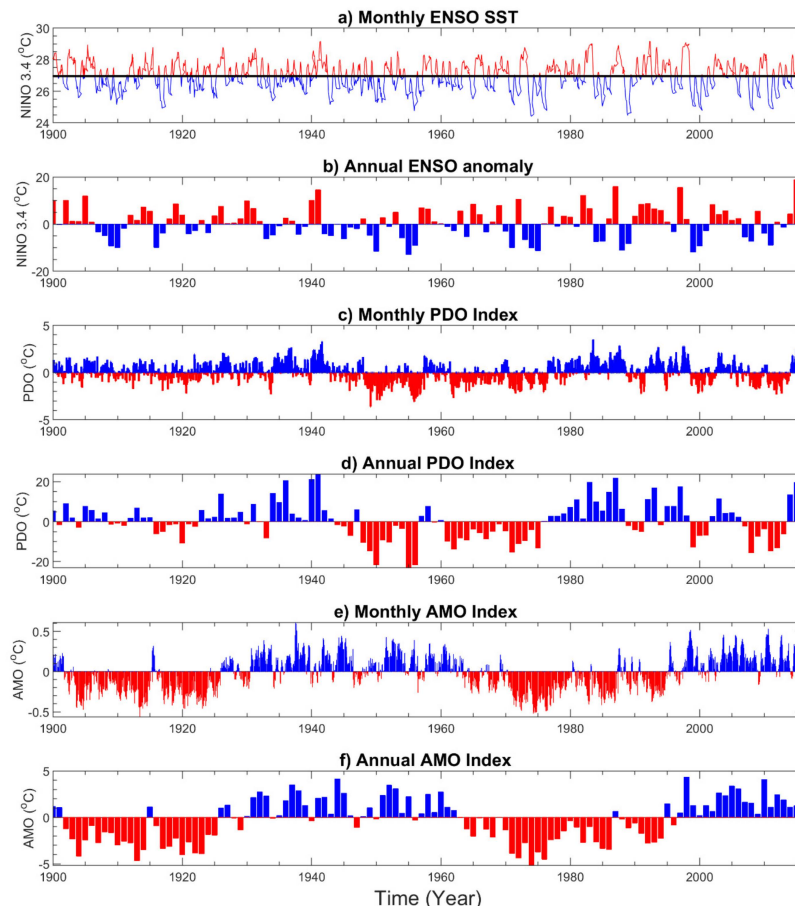 a) Monthly ENSO SST
NINO 3.4 (°C)
30
28
26
24
1900 1920 1940 1960 1980 2000
b) Annual ENSO anomaly
NINO 3.4 (°C)
20
0
-20
1900 1920 1940 1960 1980 2000
c) Monthly PDO Index
PDO (°C)
5
0
-5
1900 1920 1940 1960 1980 2000
d) Annual PDO Index
PDO (°C)
20
0
-20
1900 1920 1940 1960 1980 2000
e) Monthly AMO Index
AMO (°C)
0.5
0
-0.5
1900 1920 1940 1960 1980 2000
f) Annual AMO Index
AMO (°C)
5
0
-5
1900 1920 1940 1960 1980 2000
Time (Year)